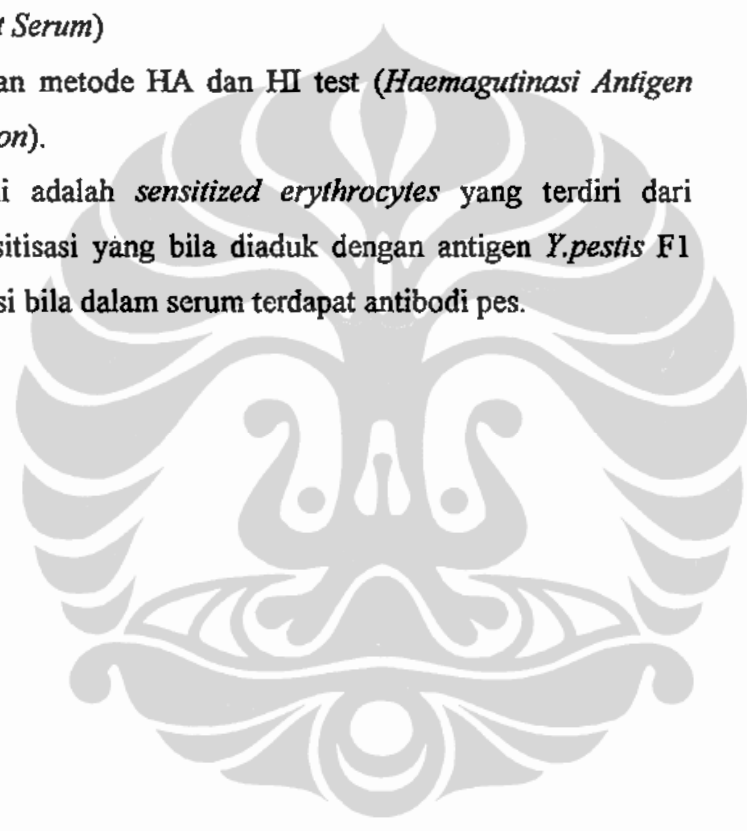 t Serum)
an metode HA dan HI test (Haemagutinasi Antigen
on).
i adalah sensitized erythrocytes yang terdiri dari
sitisasi yang bila diaduk dengan antigen Y.pestis F1
si bila dalam serum terdapat antibodi pes.